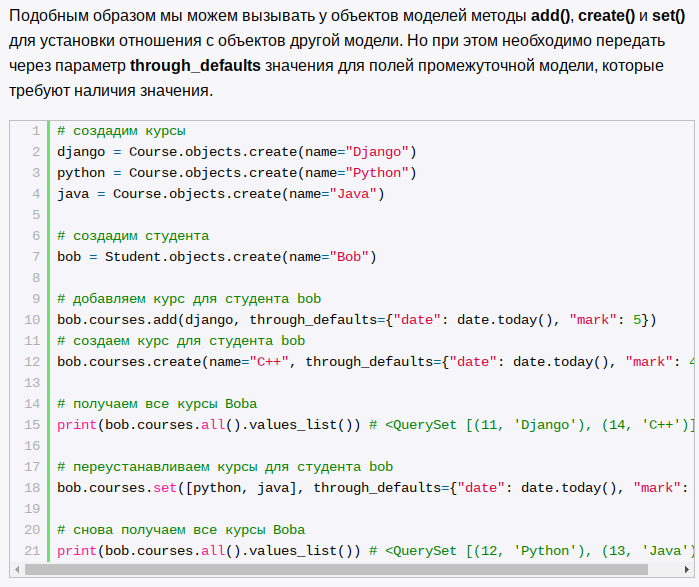 Подобным образом мы можем вызывать у объектов моделей методы add(), create() и set()
для установки отношения с объектов другой модели. Но при этом необходимо передать
через параметр through_defaults значения для полей промежуточной модели, которые
требуют наличия значения.
1 # создадим курсы
2 django = Course.objects.create(name="Django")
3 python = Course.objects.create(name="Python")
4 java = Course.objects.create(name="Java")
5
6 # создадим студента
7 bob = Student.objects.create(name="Bob")
8
9 # добавляем курс для студента bob
10 bob.courses.add(django, through_defaults={"date": date.today(), "mark": 5})
11 # создаем курс для студента bob
12 bob.courses.create(name="C++", through_defaults={"date": date.today(), "mark": 4
13
14 # получаем все курсы Boba
15 print(bob.courses.all().values_list()) # <QuerySet [(11, 'Django'), (14, 'C++')]
16
17 # переустанавливаем курсы для студента bob
18 bob.courses.set([python, java], through_defaults={"date": date.today(), "mark":
19
20 # снова получаем все курсы Boba
21 print(bob.courses.all().values_list()) # <QuerySet [(12, 'Python'), (13, 'Java')